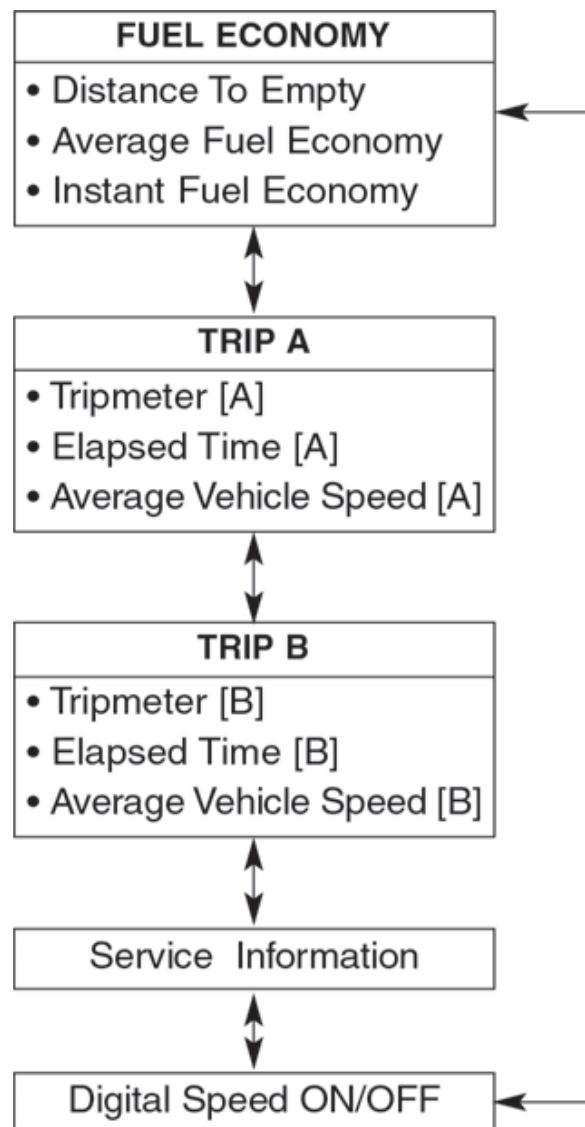 FUEL ECONOMY
• Distance To Empty
• Average Fuel Economy
• Instant Fuel Economy
TRIP A
• Tripmeter [A]
• Elapsed Time [A]
• Average Vehicle Speed [A]
TRIP B
• Tripmeter [B]
• Elapsed Time [B]
• Average Vehicle Speed [B]
Service Information
Digital Speed ON/OFF